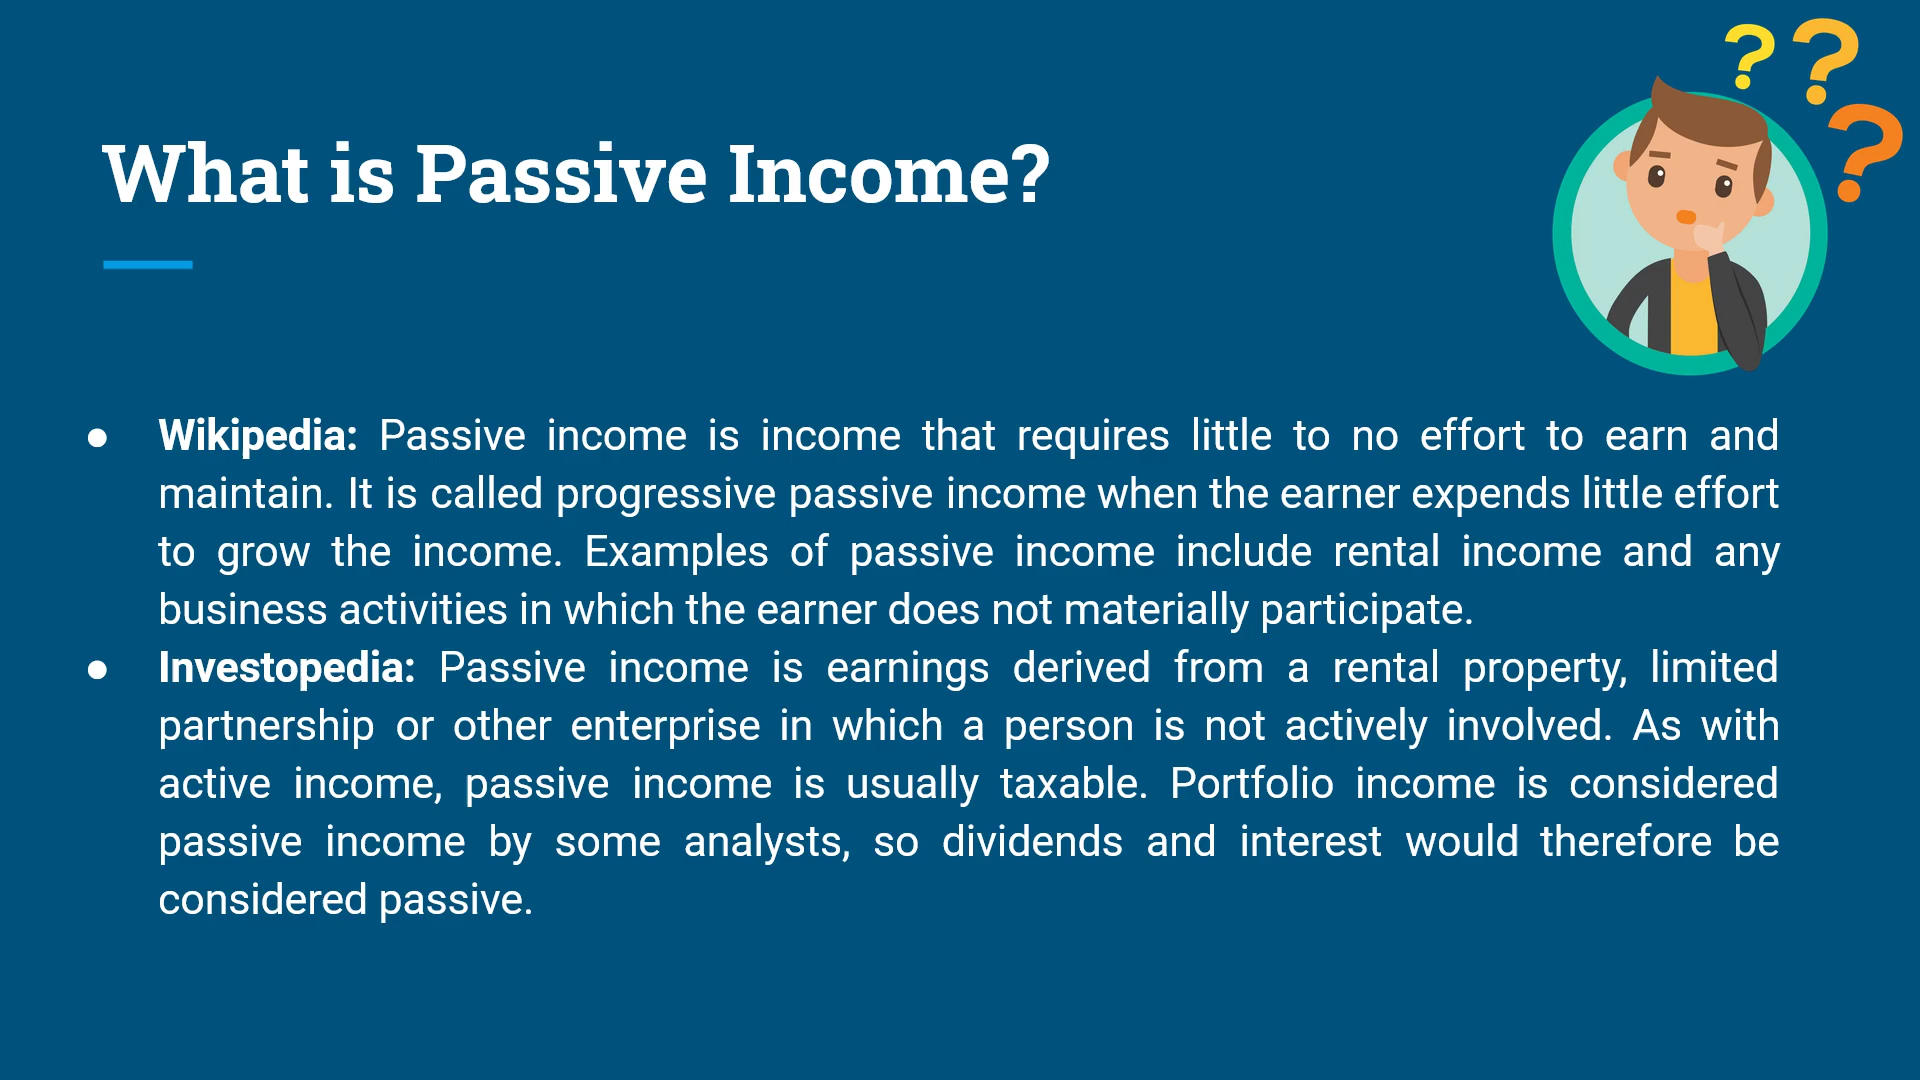 What is Passive Income?
● Wikipedia: Passive income is income that requires little to no effort to earn and
maintain. It is called progressive passive income when the earner expends little effort
to grow the income. Examples of passive income include rental income and any
business activities in which the earner does not materially participate.
● Investopedia: Passive income is earnings derived from a rental property, limited
partnership or other enterprise in which a person is not actively involved. As with
active income, passive income is usually taxable. Portfolio income is considered
passive income by some analysts, so dividends and interest would therefore be
considered passive.
? ? ?